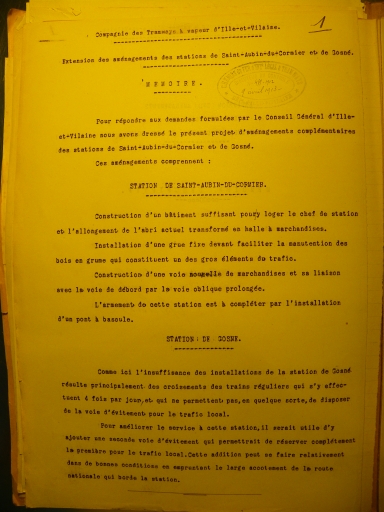 1
Compagnie des Tramways à vapeur d'Ille-et-Vilaine.
Extension des aménagements des stations de Saint-Aubin-du-Cormier et de Gosné.
MEMOIRE.
Pour répondre aux demandes formulées par le Conseil Général d'Ille-
et-Vilaine nous avons dressé le présent projet d'aménagements complémentaires
des stations de Saint-Aubin-du-Cormier et de Gosné.
Ces aménagements comprennent :
STATION DE SAINT-AUBIN-DU-CORMIER.
Construction d'un bâtiment suffisant pour y loger le chef de station
et l'allongement de l'abri actuel transformé en halle à marchandises.
Installation d'une grue fixe devant faciliter la manutention des
bois en grume qui constituent un des gros éléments du trafic.
Construction d'une voie nouvelle de marchandises et sa liaison
avec la voie de débord par la voie oblique prolongée.
L'armement de cette station est à compléter par l'installation
d'un pont à bascule.
STATION DE GOSNE.
Comme ici l'insuffisance des installations de la station de Gosné
résulte principalement des croisements des trains réguliers qui s'y effec-
tuent 4 fois par jour, et qui ne permettent pas, en quelque sorte, de disposer
de la voie d'évitement pour le trafic local.
Pour améliorer le service à cette station, il serait utile d'y
ajouter une seconde voie d'évitement qui permettrait de réserver complètement
la première pour le trafic local. Cette addition peut se faire relativement
dans de bonnes conditions en empruntant le large accotement de la route
nationale qui borde la station.